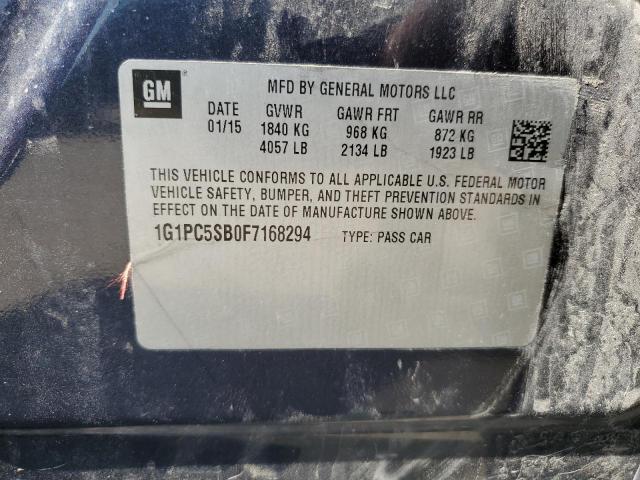 GM
MFD BY GENERAL MOTORS LLC
DATE GVWR GAWR FRT GAWR RR
01/15 1840 KG 968 KG 872 KG
4057 LB 2134 LB 1923 LB
THIS VEHICLE CONFORMS TO ALL APPLICABLE U.S. FEDERAL MOTOR
VEHICLE SAFETY, BUMPER, AND THEFT PREVENTION STANDARDS IN
EFFECT ON THE DATE OF MANUFACTURE SHOWN ABOVE.
1G1PC5SB0F7168294 TYPE: PASS CAR